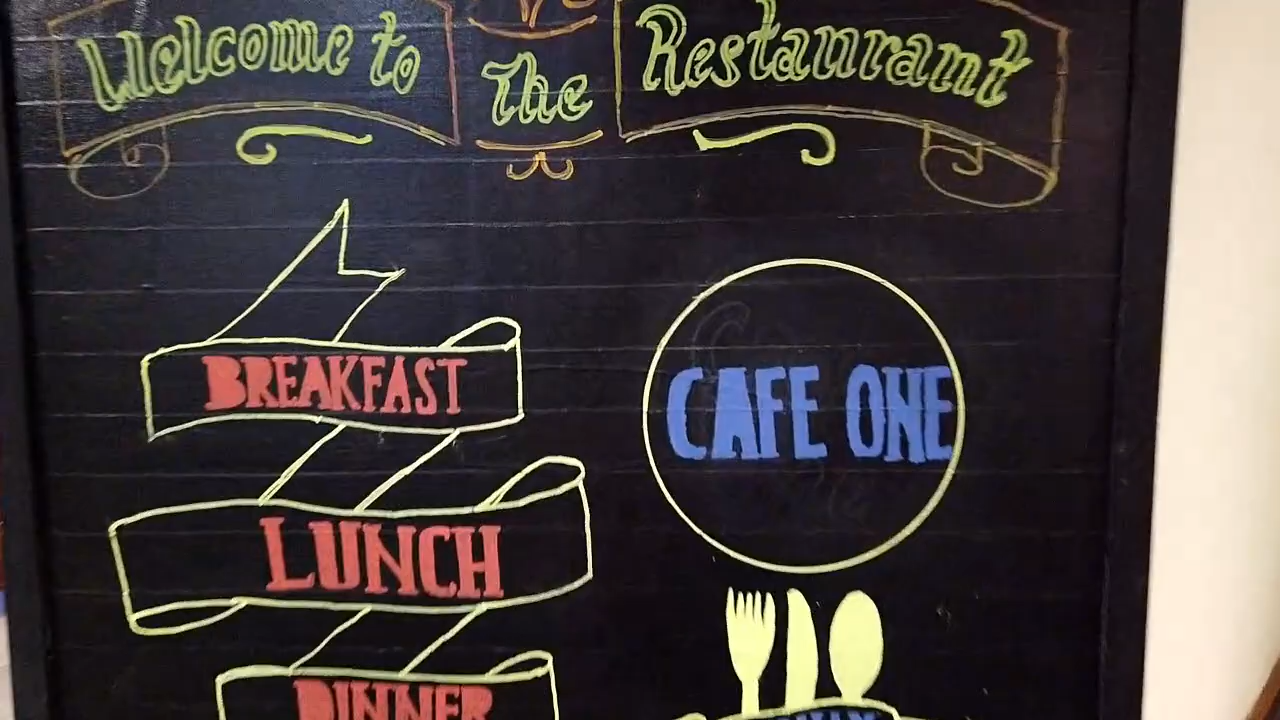 Welcome to The Restaurant
BREAKFAST
CAFE ONE
LUNCH
DINNER